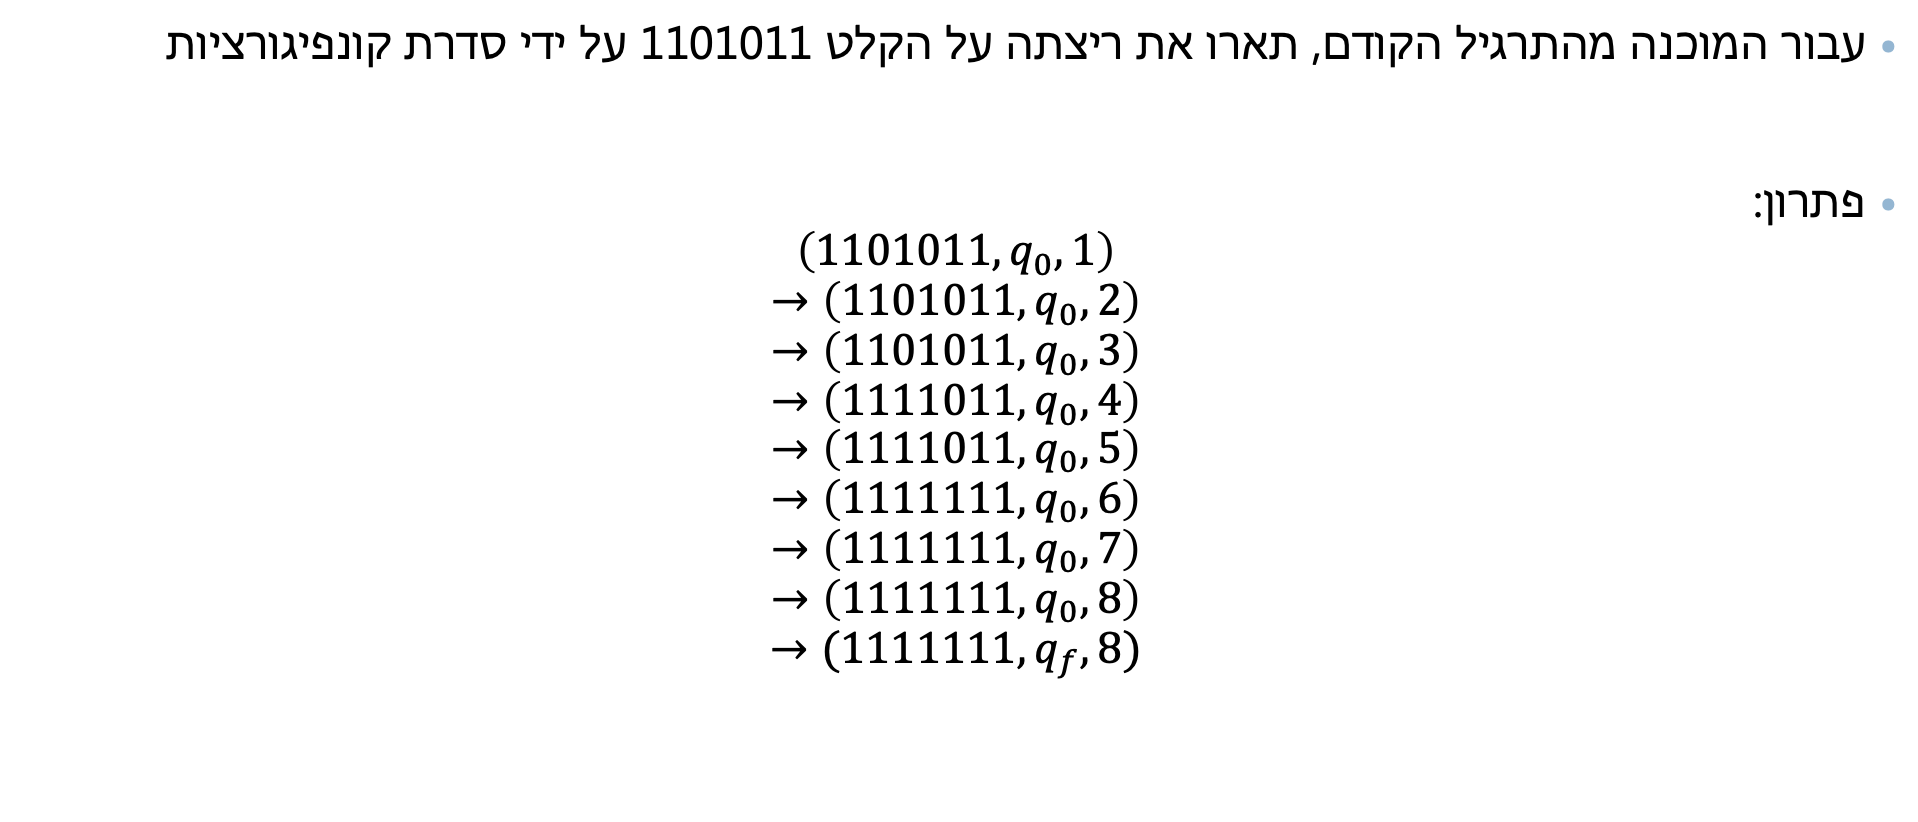 • עבור המוכנה מהתרגיל הקודם, תארו את ריצתה על הקלט 1101011 על ידי סדרת קונפיגורציות
• פתרון:
(1101011, q₀, 1)
→ (1101011, q₀, 2)
→ (1101011, q₀, 3)
→ (1111011, q₀, 4)
→ (1111011, q₀, 5)
→ (1111111, q₀, 6)
→ (1111111, q₀, 7)
→ (1111111, q₀, 8)
→ (1111111, q_f, 8)